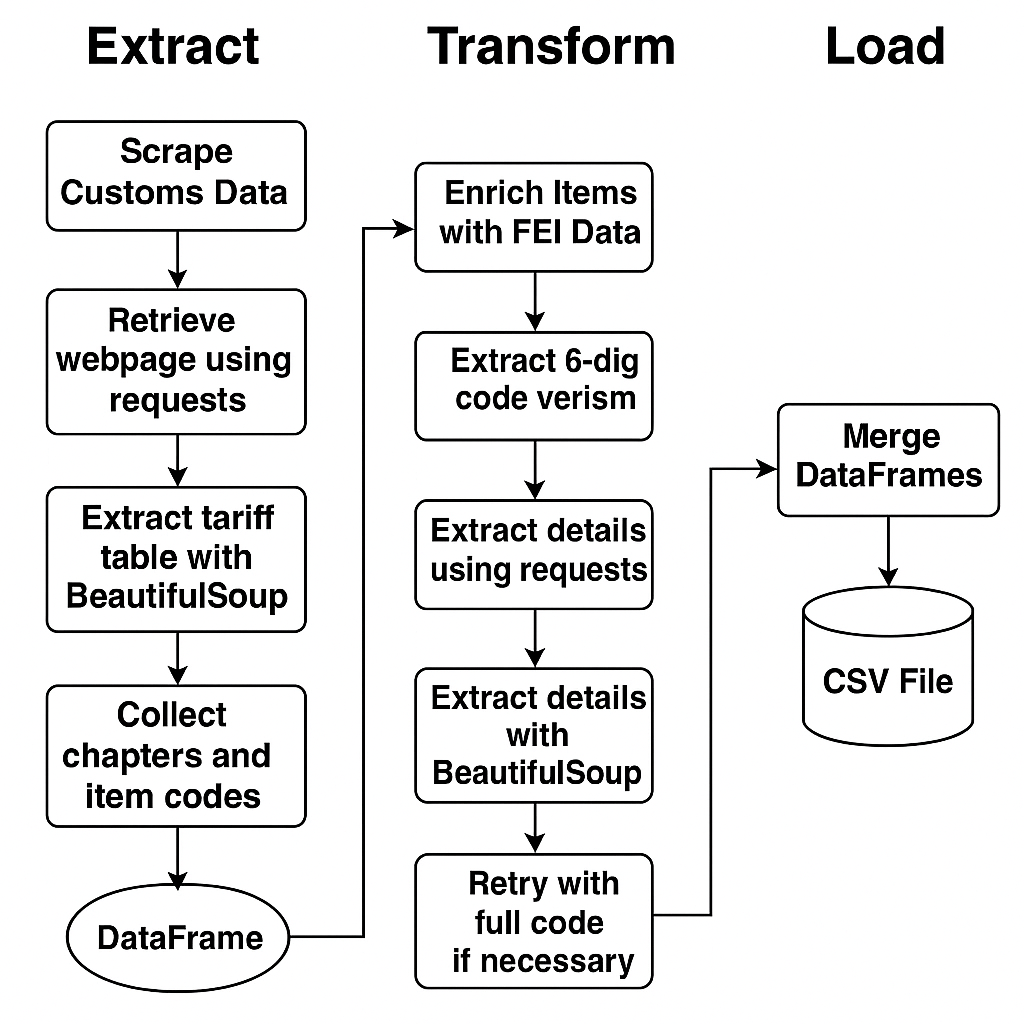 Extract
Scrape
Customs Data
Retrieve
webpage using
requests
Extract tariff
table with
BeautifulSoup
Collect
chapters and
item codes
DataFrame
Transform
Enrich Items
with FEI Data
Extract 6-dig
code verism
Extract details
using requests
Extract details
with
BeautifulSoup
Retry with
full code
if necessary
Load
Merge
DataFrames
CSV File